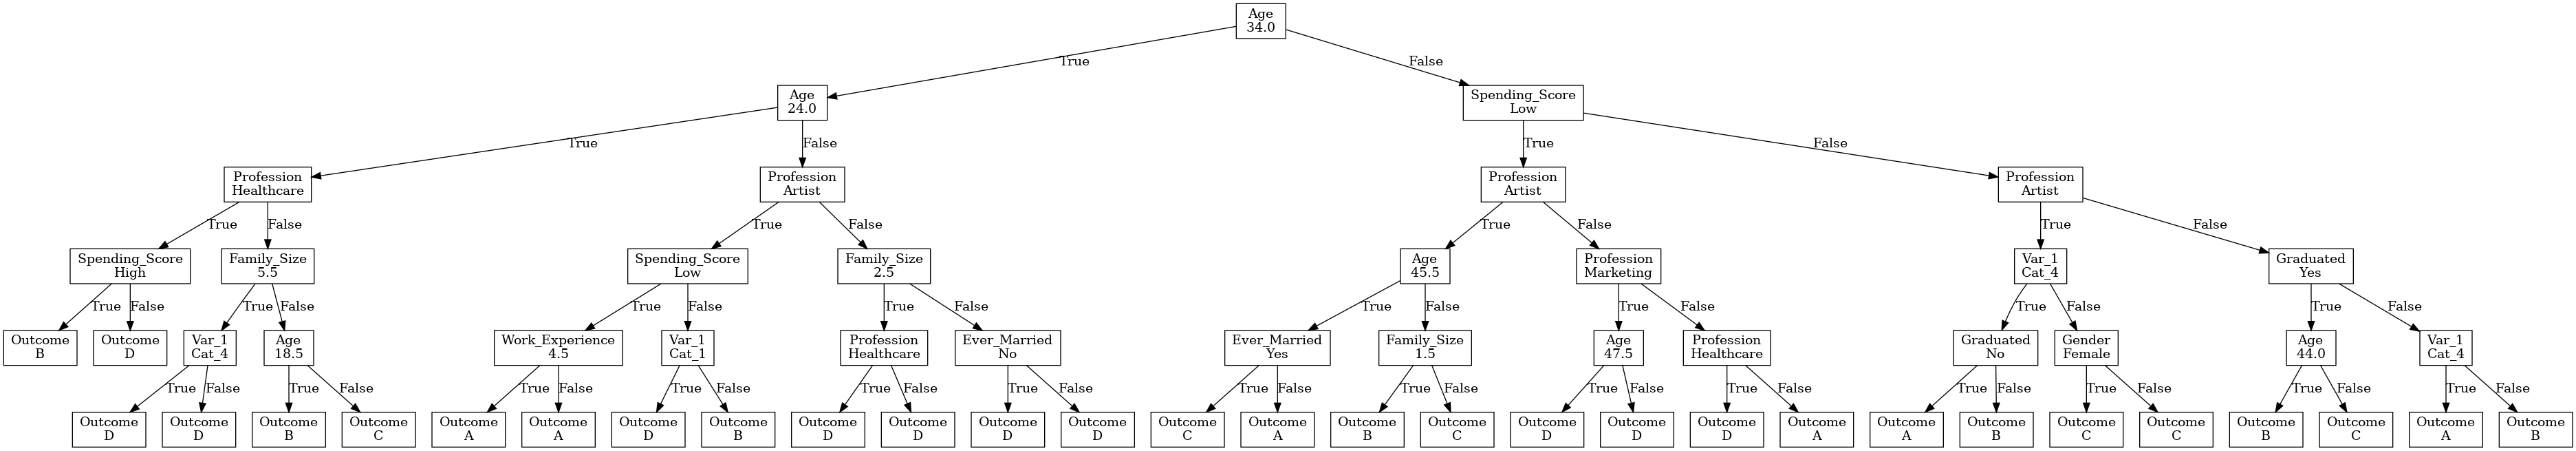 Age
34.0
True
False
Age
24.0
Spending_Score
Low
True
False
True
False
Profession
Healthcare
Profession
Artist
Profession
Artist
Profession
Artist
True
False
True
False
True
False
True
False
Spending_Score
High
Family_Size
5.5
Spending_Score
Low
Family_Size
2.5
Age
45.5
Profession
Marketing
Var_1
Cat_4
Graduated
Yes
True
False
True
False
True
False
True
False
True
False
True
False
True
False
True
False
Outcome
B
Outcome
D
Var_1
Cat_4
Age
18.5
Work_Experience
4.5
Var_1
Cat_1
Profession
Healthcare
Ever_Married
No
Ever_Married
Yes
Family_Size
1.5
Age
47.5
Profession
Healthcare
Graduated
No
Gender
Female
Age
44.0
Var_1
Cat_4
True
False
True
False
True
False
True
False
True
False
True
False
True
False
True
False
True
False
True
False
True
False
True
False
True
False
True
False
Outcome
D
Outcome
D
Outcome
B
Outcome
C
Outcome
A
Outcome
A
Outcome
D
Outcome
B
Outcome
D
Outcome
D
Outcome
D
Outcome
D
Outcome
C
Outcome
A
Outcome
B
Outcome
C
Outcome
D
Outcome
D
Outcome
D
Outcome
A
Outcome
A
Outcome
B
Outcome
C
Outcome
C
Outcome
B
Outcome
C
Outcome
A
Outcome
B